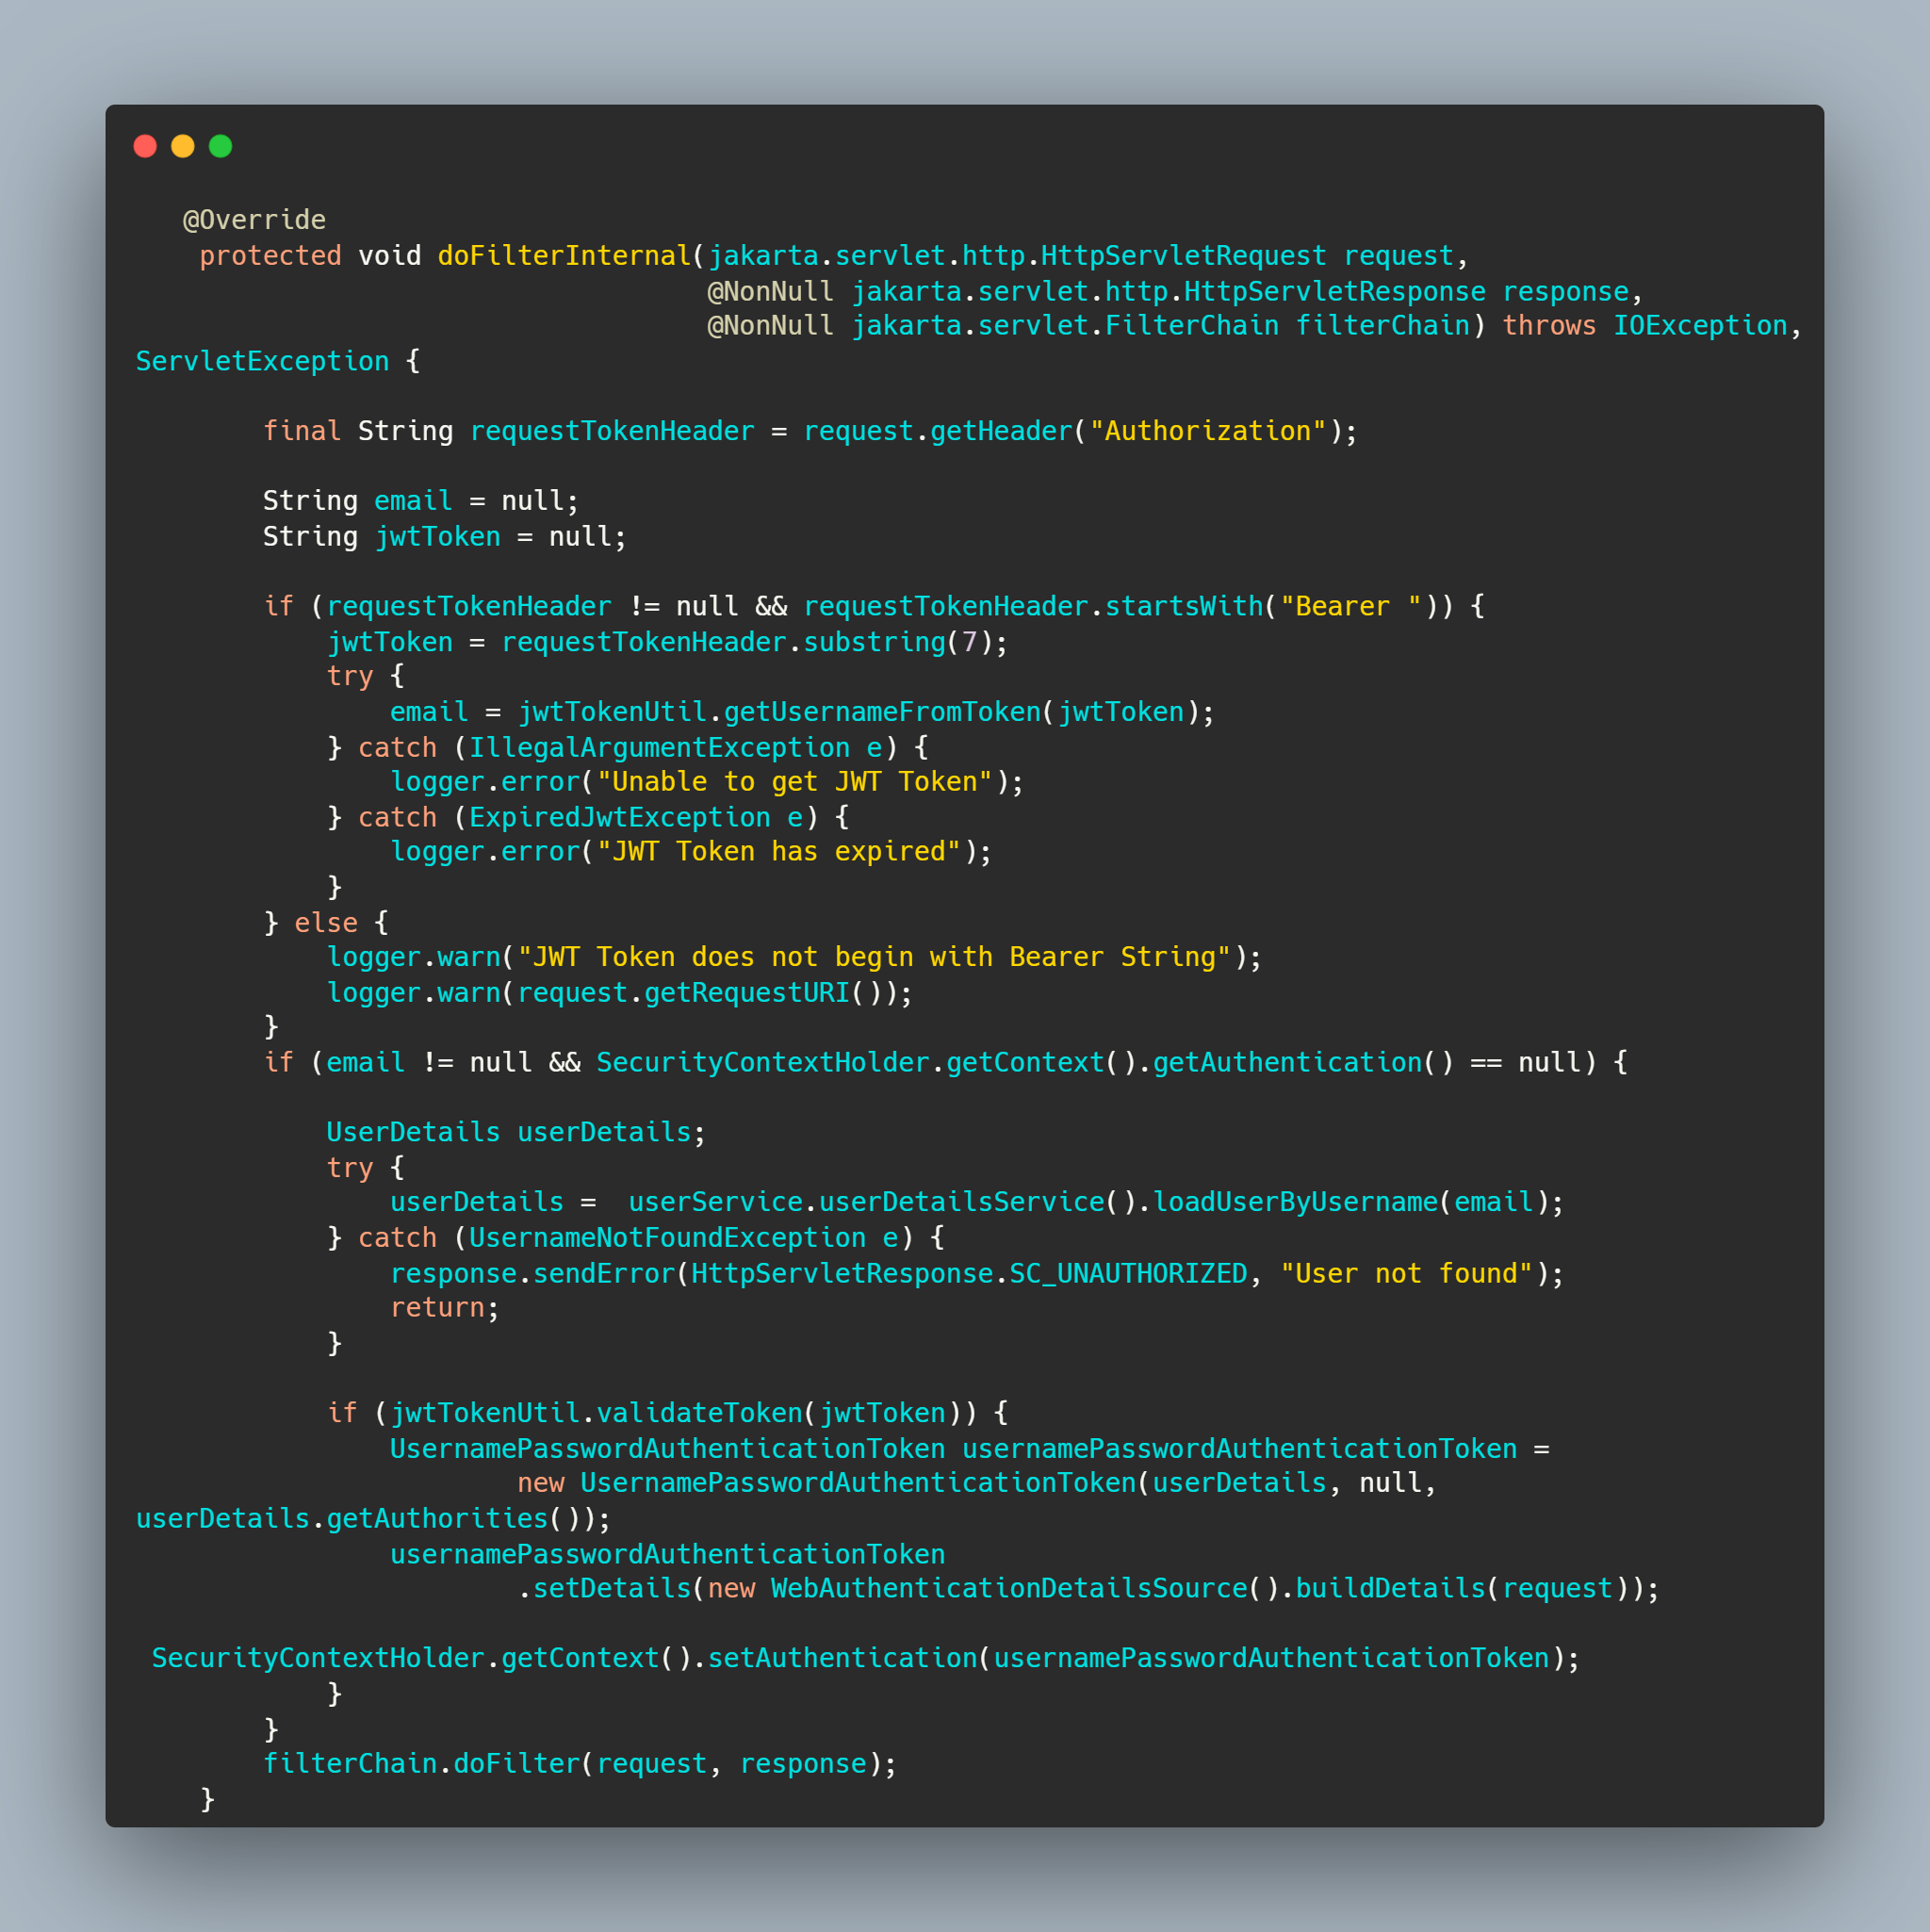 @Override
protected void doFilterInternal(jakarta.servlet.http.HttpServletRequest request,
@NonNull jakarta.servlet.http.HttpServletResponse response,
@NonNull jakarta.servlet.FilterChain filterChain) throws IOException,
ServletException {
final String requestTokenHeader = request.getHeader("Authorization");
String email = null;
String jwtToken = null;
if (requestTokenHeader != null && requestTokenHeader.startsWith("Bearer ")) {
jwtToken = requestTokenHeader.substring(7);
try {
email = jwtTokenUtil.getUsernameFromToken(jwtToken);
} catch (IllegalArgumentException e) {
logger.error("Unable to get JWT Token");
} catch (ExpiredJwtException e) {
logger.error("JWT Token has expired");
}
} else {
logger.warn("JWT Token does not begin with Bearer String");
logger.warn(request.getRequestURI());
}
if (email != null && SecurityContextHolder.getContext().getAuthentication() == null) {
UserDetails userDetails;
try {
userDetails =  userService.userDetailsService().loadUserByUsername(email);
} catch (UsernameNotFoundException e) {
response.sendError(HttpServletResponse.SC_UNAUTHORIZED, "User not found");
return;
}
if (jwtTokenUtil.validateToken(jwtToken)) {
UsernamePasswordAuthenticationToken usernamePasswordAuthenticationToken =
new UsernamePasswordAuthenticationToken(userDetails, null,
userDetails.getAuthorities());
usernamePasswordAuthenticationToken
.setDetails(new WebAuthenticationDetailsSource().buildDetails(request));
SecurityContextHolder.getContext().setAuthentication(usernamePasswordAuthenticationToken);
}
}
filterChain.doFilter(request, response);
}